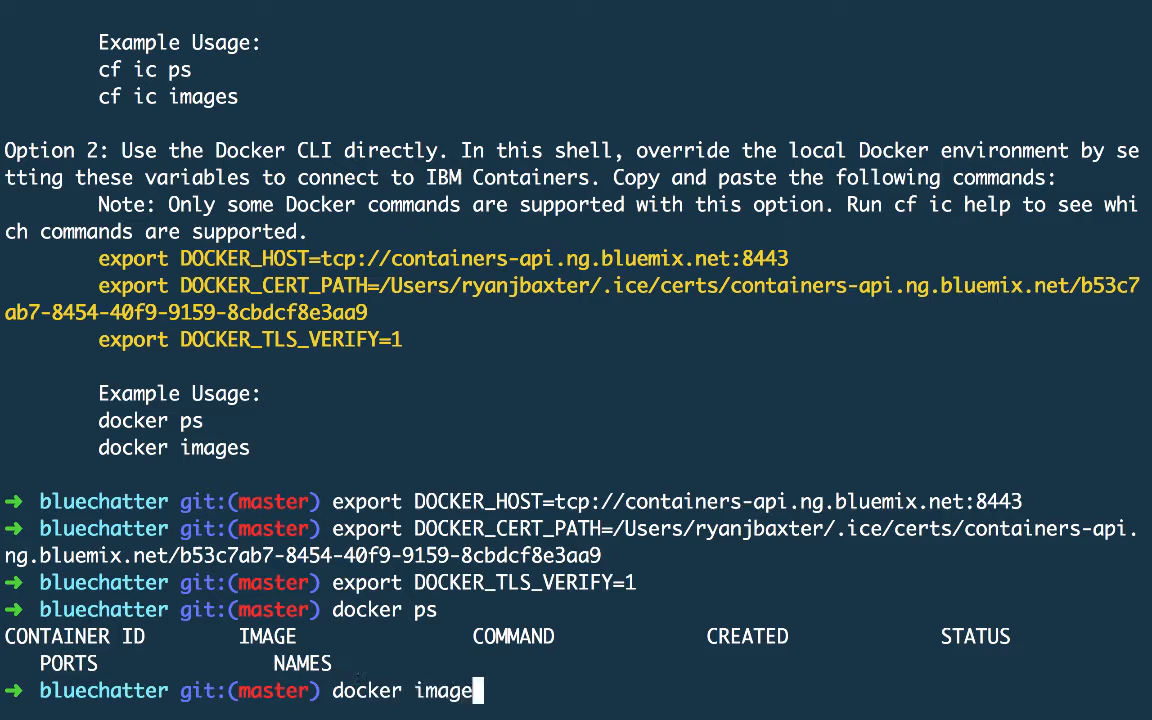 Example Usage:
cf ic ps
cf ic images
Option 2: Use the Docker CLI directly. In this shell, override the local Docker environment by se
tting these variables to connect to IBM Containers. Copy and paste the following commands:
Note: Only some Docker commands are supported with this option. Run cf ic help to see whi
ch commands are supported.
export DOCKER_HOST=tcp://containers-api.ng.bluemix.net:8443
export DOCKER_CERT_PATH=/Users/ryanjbaxter/.ice/certs/containers-api.ng.bluemix.net/b53c7
ab7-8454-40f9-9159-8cbdcf8e3aa9
export DOCKER_TLS_VERIFY=1
Example Usage:
docker ps
docker images
➜ bluechatter git:(master) export DOCKER_HOST=tcp://containers-api.ng.bluemix.net:8443
➜ bluechatter git:(master) export DOCKER_CERT_PATH=/Users/ryanjbaxter/.ice/certs/containers-api.
ng.bluemix.net/b53c7ab7-8454-40f9-9159-8cbdcf8e3aa9
➜ bluechatter git:(master) export DOCKER_TLS_VERIFY=1
➜ bluechatter git:(master) docker ps
CONTAINER ID IMAGE COMMAND CREATED STATUS
PORTS NAMES
➜ bluechatter git:(master) docker image